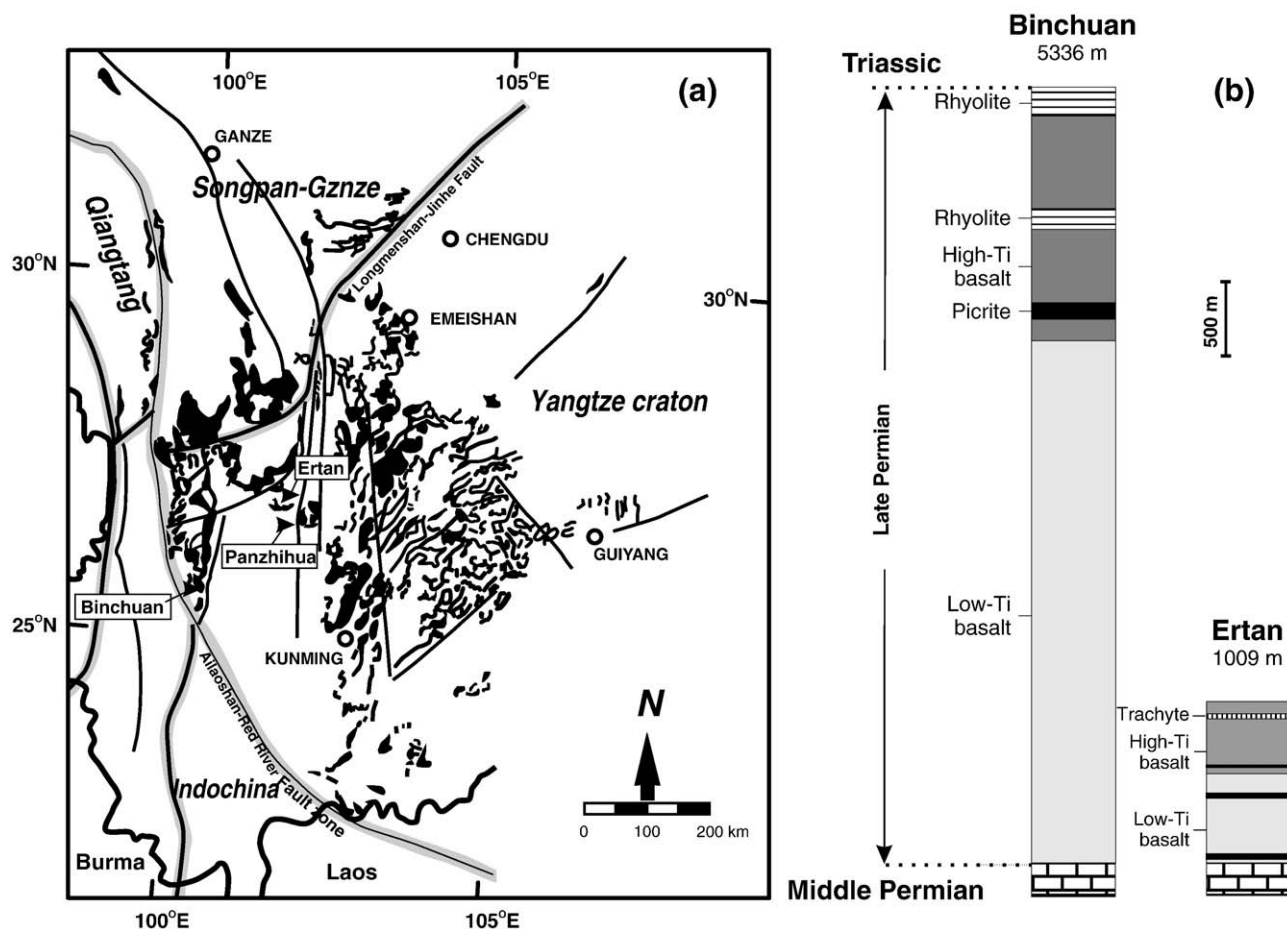 100°E
105°E
(a)
GANZE
Songpan-Gznze
Qiangtang
Longmenshan-Jinhe Fault
CHENGDU
30°N
30°N
EMEISHAN
Yangtze craton
Ertan
Panzhihua
GUIYANG
Binchuan
25°N
KUNMING
Ailaoshan-Red River Fault zone
N
Indochina
0 100 200 km
Burma
Laos
100°E
105°E
Binchuan
5336 m
Triassic
(b)
Rhyolite
Rhyolite
High-Ti
basalt
Picrite
500 m
Late Permian
Low-Ti
basalt
Ertan
1009 m
Trachyte
High-Ti
basalt
Low-Ti
basalt
Middle Permian